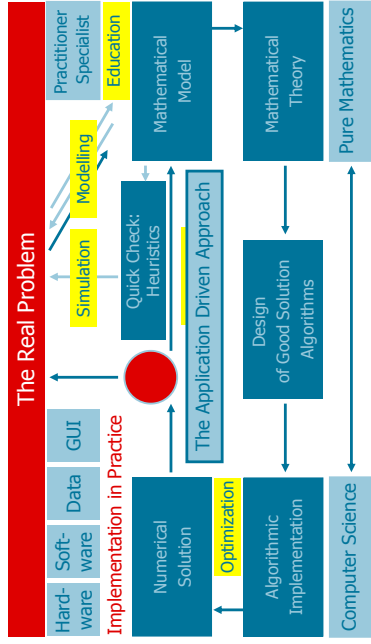 The Real Problem
Hard-
ware
Soft-
ware
Data
GUI
Simulation
Modelling
Practitioner
Specialist
Education
Implementation in Practice
Numerical
Solution
Quick Check:
Heuristics
Mathematical
Model
The Application Driven Approach
Optimization
Algorithmic
Implementation
Design
of Good Solution
Algorithms
Mathematical
Theory
Computer Science
Pure Mathematics